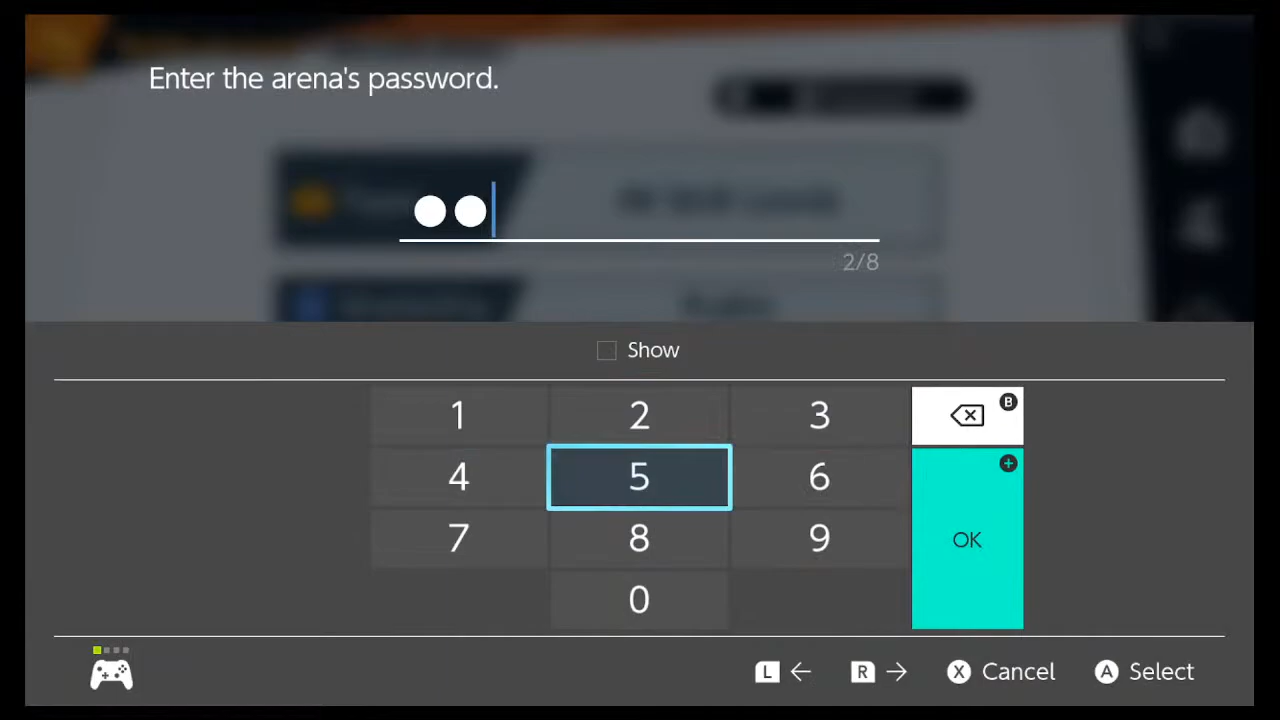 Enter the arena's password.
2/8
Show
1 2 3 B
4 5 6 +
7 8 9 OK
0
L ← R → X Cancel A Select